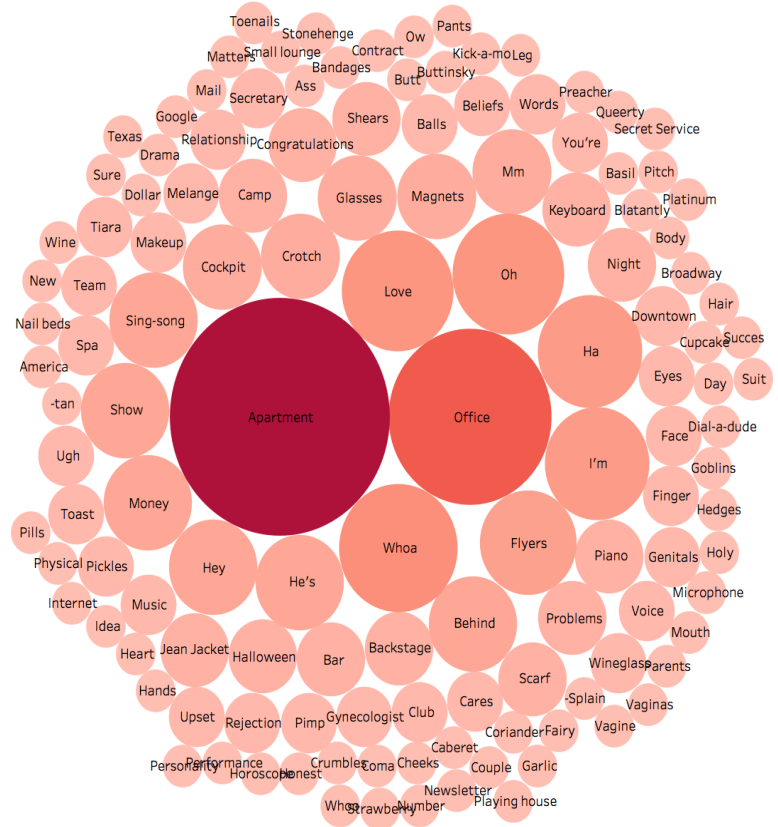 Toenails
Stonehenge
Pants
Ow
Matters
Small lounge
Contract
Kick-a-mo
Leg
Bandages
Buttinsky
Butt
Ass
Mail
Secretary
Beliefs
Words
Preacher
Google
Shears
Balls
Queerty
Secret Service
Texas
Relationship
Congratulations
You're
Drama
Mm
Basil
Pitch
Sure
Dollar
Melange
Camp
Glasses
Magnets
Keyboard
Blatantly
Platinum
Tiara
Makeup
Body
Wine
Cockpit
Crotch
Oh
Night
Broadway
New
Team
Love
Hair
Nail beds
Sing-song
Downtown
Spa
Ha
Cupcake
Succes
America
Eyes
Day
Suit
-tan
Show
Apartment
Office
Face
Dial-a-dude
Ugh
I'm
Goblins
Money
Finger
Hedges
Toast
Pills
Whoa
Flyers
Piano
Genitals
Holy
Physical
Pickles
Hey
He's
Microphone
Internet
Music
Behind
Problems
Voice
Idea
Mouth
Heart
Jean Jacket
Halloween
Bar
Backstage
Wineglass
Parents
Hands
Scarf
Upset
Rejection
Pimp
Gynecologist
Club
Cares
-Splain
Vaginas
Vagine
Coriander
Fairy
Caberet
Personality
Performance
Horoscope
Honest
Crumbles
Coma
Cheeks
Couple
Garlic
Newsletter
Whoo
Strawberry
Number
Playing house